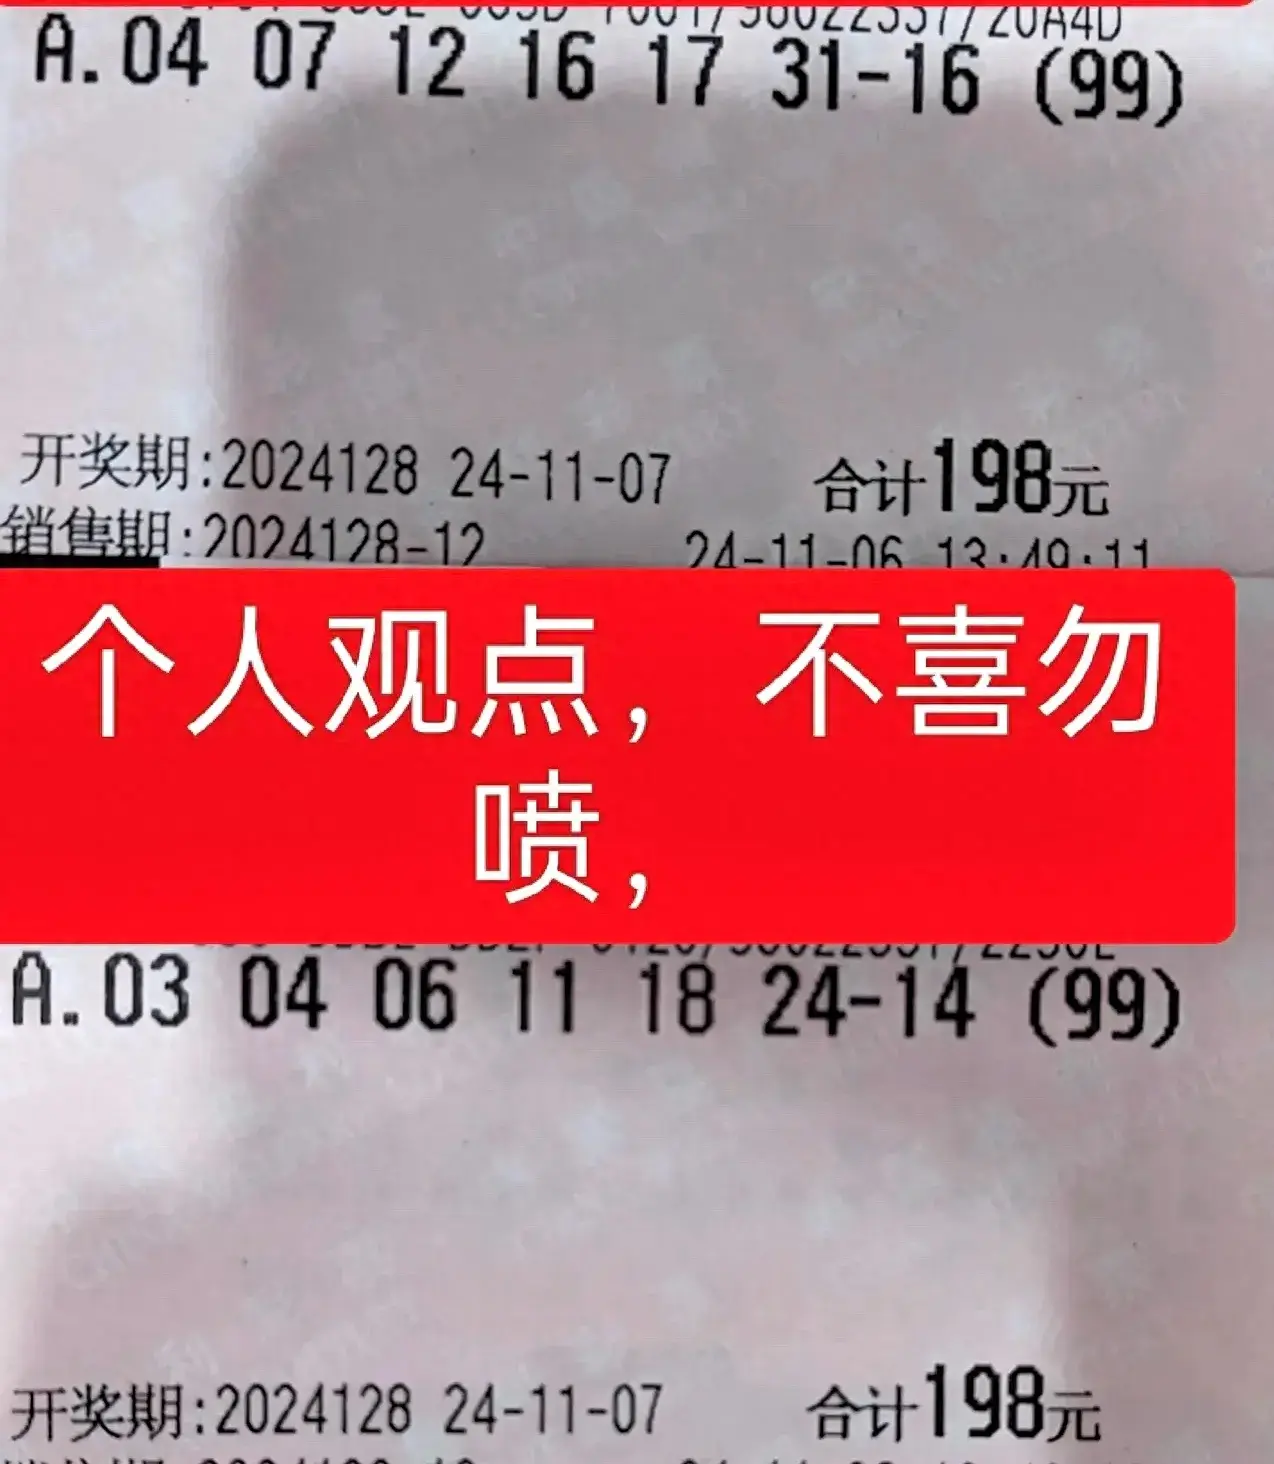 A.04 07 12 16 17 31-16 (99)
开奖期:2024128 24-11-07 合计198元
销售期:2024128-12 24-11-06 13:49:11
个人观点，不喜勿
喷，
A.03 04 06 11 18 24-14 (99)
开奖期:2024128 24-11-07 合计198元